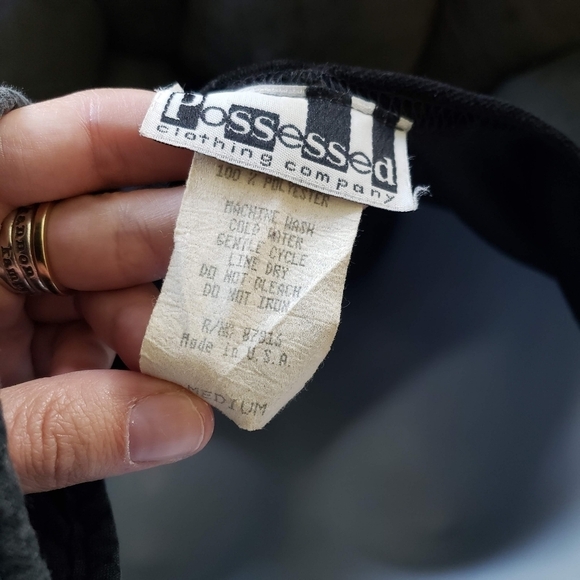 Possessed
clothing company
100 % POLYESTER
MACHINE WASH
COLD WATER
GENTLE CYCLE
LINE DRY
DO NOT BLEACH
DO NOT IRON
R/N# 87916
Made in U.S.A.
MEDIUM